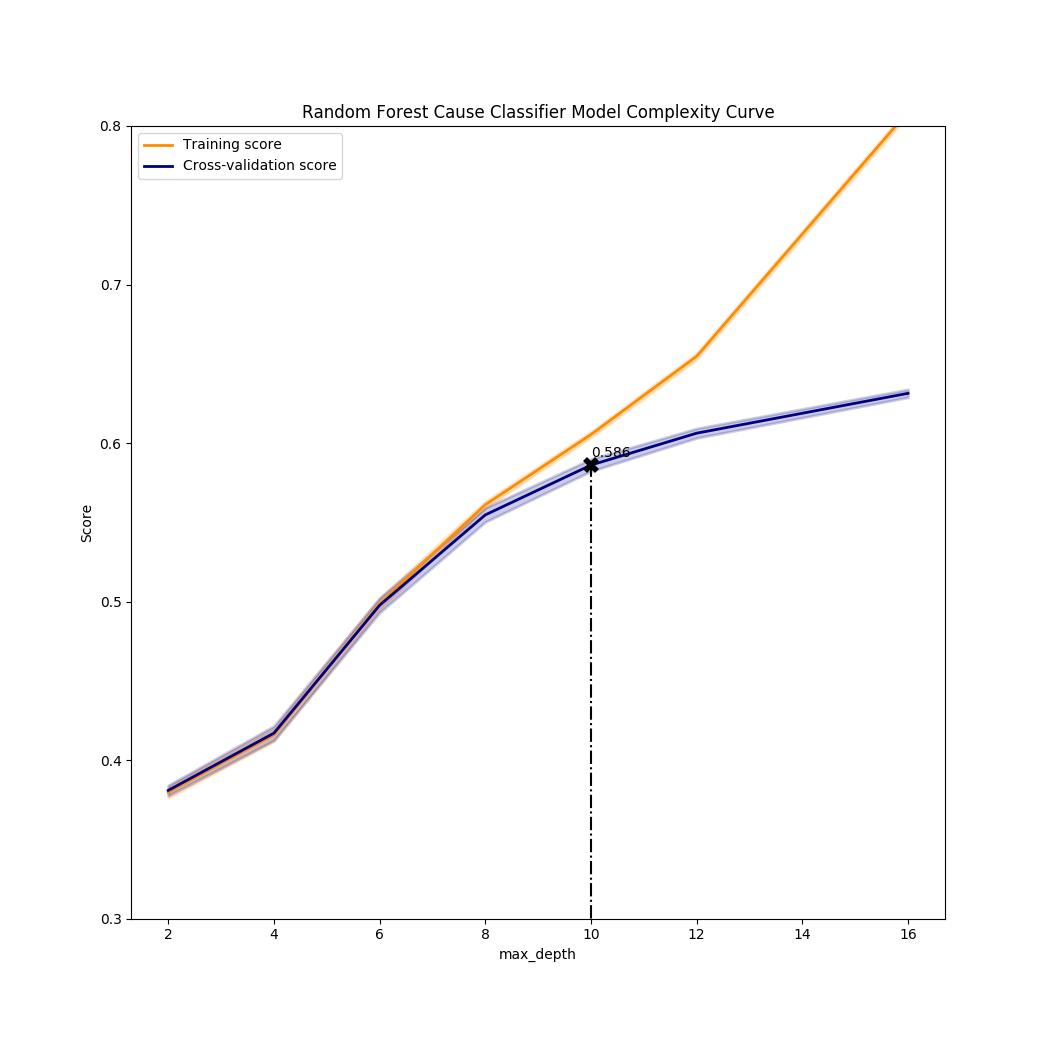 Random Forest Cause Classifier Model Complexity Curve
Training score
Cross-validation score
0.8
0.7
0.6
0.5
0.4
0.3
Score
0.586
2 4 6 8 10 12 14 16
max_depth